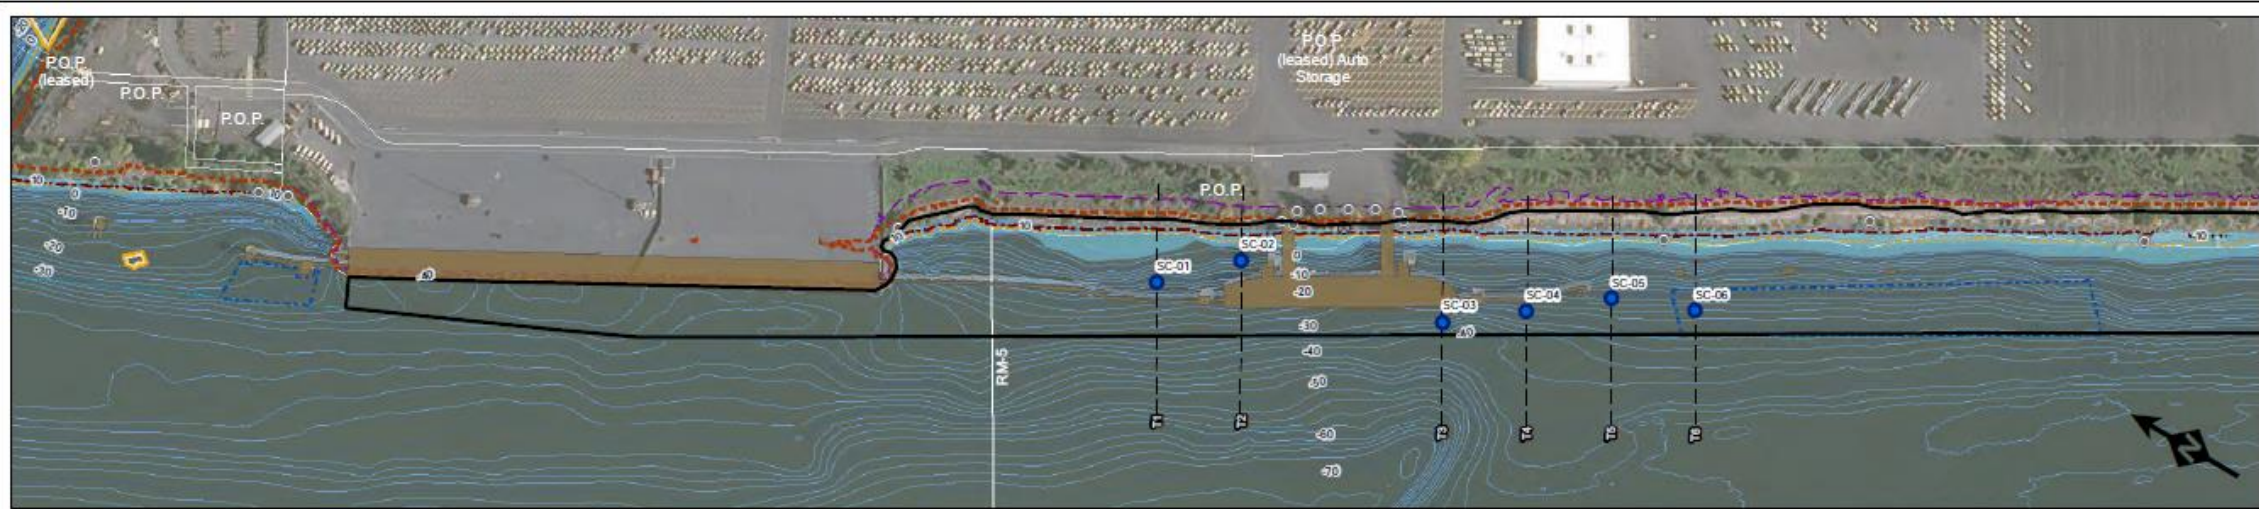 P.O.P.
(leased)
P.O.P.
P.O.P.
P.O.P.
(leased) Auto
Storage
P.O.P.
10
0
-10
-20
-30
10
-40
10
10
RM-5
SC-01
SC-02
SC-03
SC-04
SC-05
SC-06
0
-10
-20
-30
-40
-40
-50
-60
-70
-10
T1
T2
T3
T4
T5
T6
N